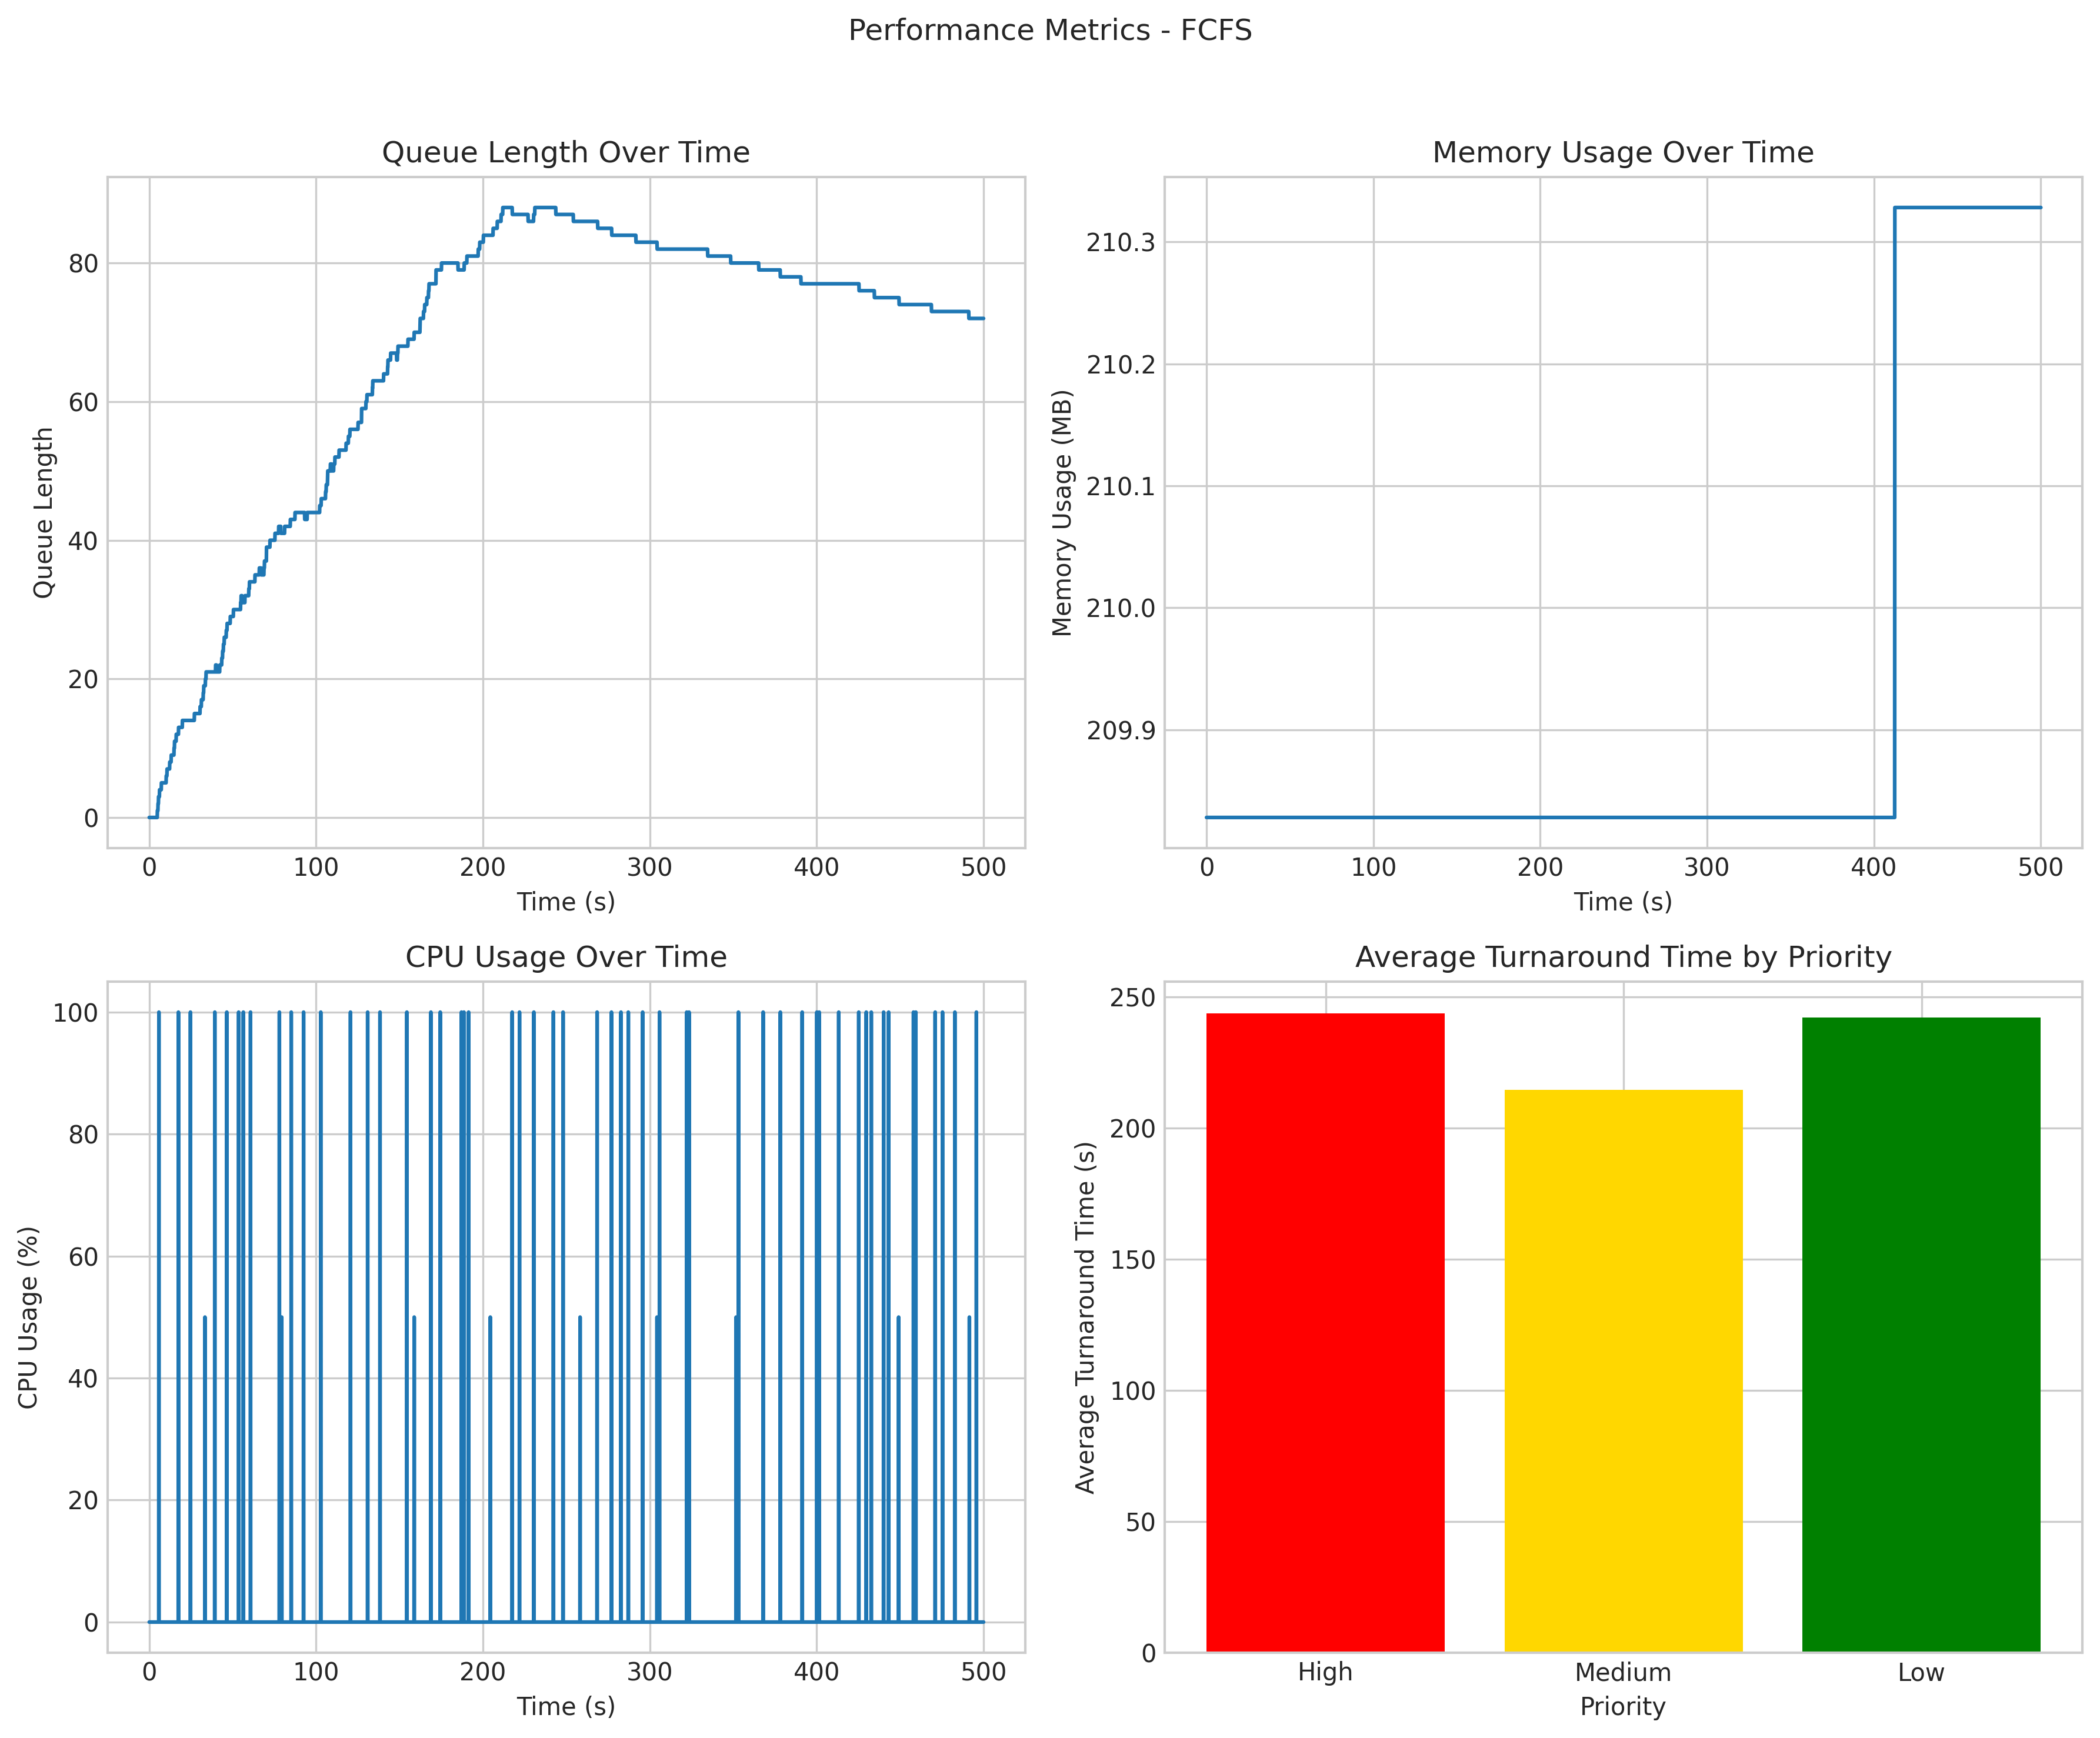 Performance Metrics - FCFS
Queue Length Over Time
Queue Length
80
60
40
20
0
0 100 200 300 400 500
Time (s)
Memory Usage Over Time
Memory Usage (MB)
210.3
210.2
210.1
210.0
209.9
0 100 200 300 400 500
Time (s)
CPU Usage Over Time
CPU Usage (%)
100
80
60
40
20
0
0 100 200 300 400 500
Time (s)
Average Turnaround Time by Priority
Average Turnaround Time (s)
250
200
150
100
50
0
High Medium Low
Priority